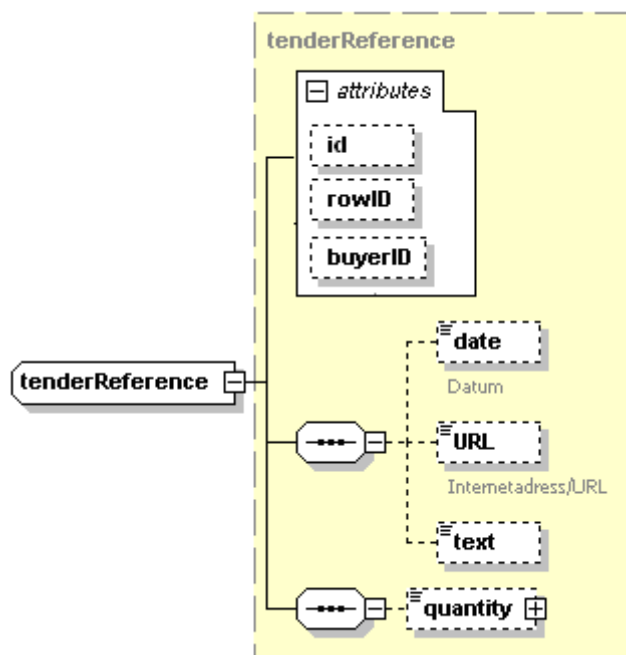 tenderReference
attributes
id
rowID
buyerID
tenderReference
date
Datum
URL
Internetadress/URL
text
quantity